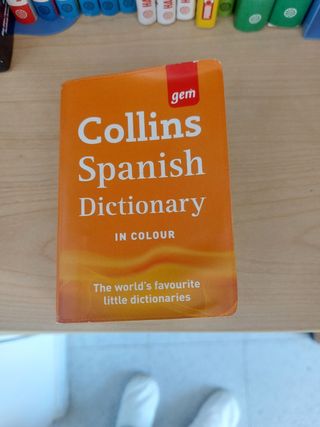 gem
Collins
Spanish
Dictionary
IN COLOUR
The world's favourite
little dictionaries